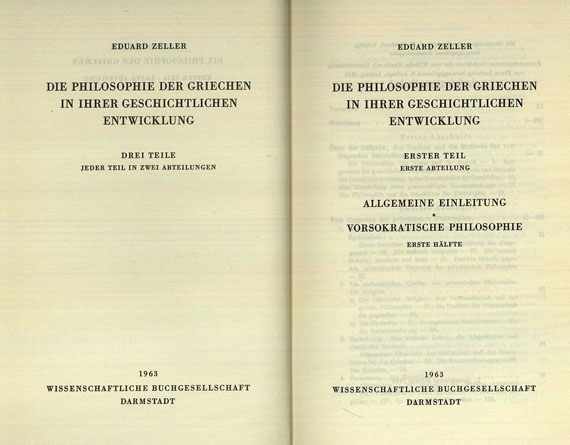 EDUARD ZELLER
DIE PHILOSOPHIE DER GRIECHEN
IN IHRER GESCHICHTLICHEN
ENTWICKLUNG
DREI TEILE
JEDER TEIL IN ZWEI ABTEILUNGEN
1963
WISSENSCHAFTLICHE BUCHGESELLSCHAFT
DARMSTADT
EDUARD ZELLER
DIE PHILOSOPHIE DER GRIECHEN
IN IHRER GESCHICHTLICHEN
ENTWICKLUNG
ERSTER TEIL
ERSTE ABTEILUNG
ALLGEMEINE EINLEITUNG
*
VORSOKRATISCHE PHILOSOPHIE
ERSTE HÄLFTE
1963
WISSENSCHAFTLICHE BUCHGESELLSCHAFT
DARMSTADT